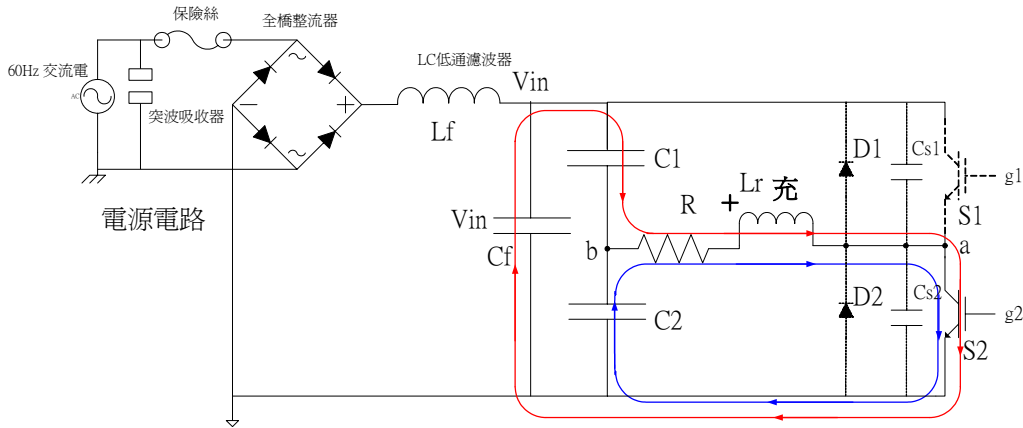 保險絲
全橋整流器
LC低通濾波器
60Hz 交流電
AC
突波吸收器
Vin
Lf
C1
D1
Cs1
g1
S1
電源電路
Vin
Cf
R
+
Lr
充
b
a
C2
D2
Cs2
g2
S2